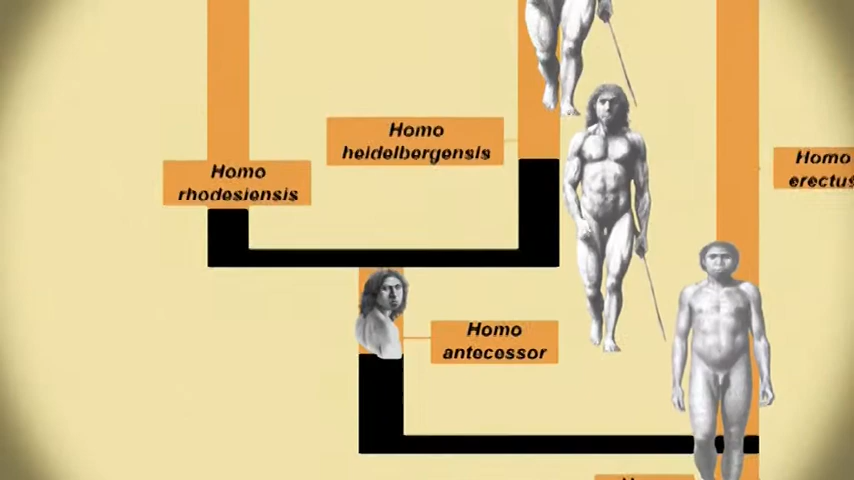 Homo
heidelbergensis
Homo
erectus
Homo
rhodesiensis
Homo
antecessor